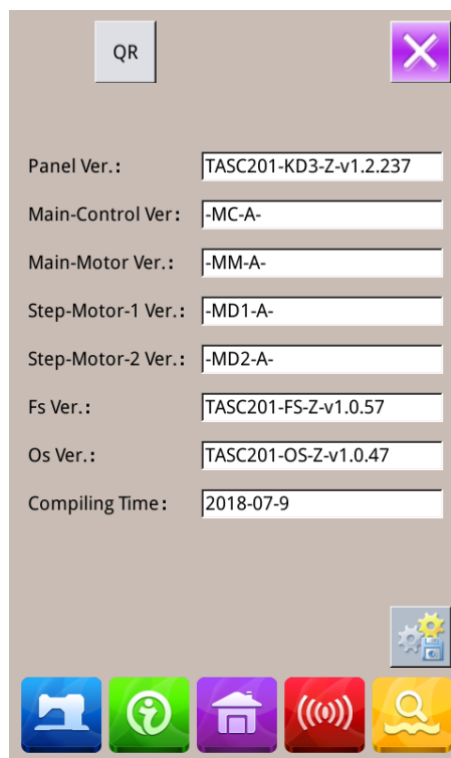 QR
Panel Ver.: TASC201-KD3-Z-v1.2.237
Main-Control Ver: -MC-A-
Main-Motor Ver.: -MM-A-
Step-Motor-1 Ver.: -MD1-A-
Step-Motor-2 Ver.: -MD2-A-
Fs Ver.: TASC201-FS-Z-v1.0.57
Os Ver.: TASC201-OS-Z-v1.0.47
Compiling Time: 2018-07-9